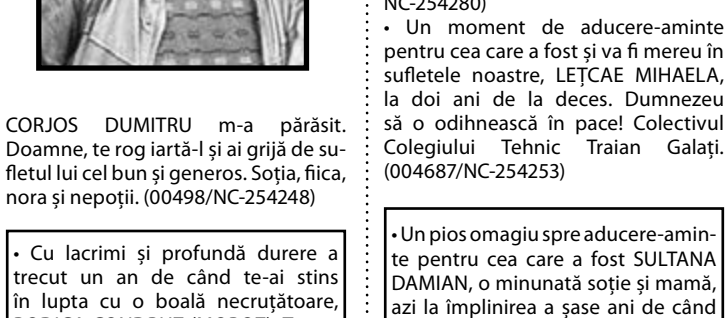 CORJOS DUMITRU m-a părăsit.
Doamne, te rog iartă-l și ai grijă de su-
fletul lui cel bun și generos. Soția, fiica,
nora și nepoții. (00498/NC-254248)
• Cu lacrimi și profundă durere a
trecut un an de când te-ai stins
în lupta cu o boală necruțătoare,
NC-254280)
• Un moment de aducere-aminte
pentru cea care a fost și va fi mereu în
sufletele noastre, LEȚCAE MIHAELA,
la doi ani de la deces. Dumnezeu
să o odihnească în pace! Colectivul
Colegiului Tehnic Traian Galați.
(004687/NC-254253)
• Un pios omagiu spre aducere-amin-
te pentru cea care a fost SULTANA
DAMIAN, o minunată soție și mamă,
azi la împlinirea a șase ani de când